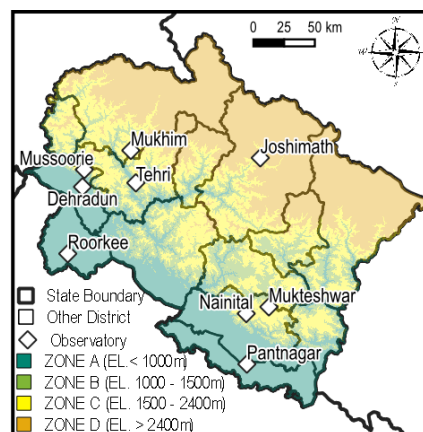 0 25 50 km
N
Mukhim
Joshimath
Mussoorie
Tehri
Dehradun
Roorkee
Nainital
Mukteshwar
Pantnagar
State Boundary
Other District
Observatory
ZONE A (EL. < 1000m)
ZONE B (EL. 1000 - 1500m)
ZONE C (EL. 1500 - 2400m)
ZONE D (EL. > 2400m)